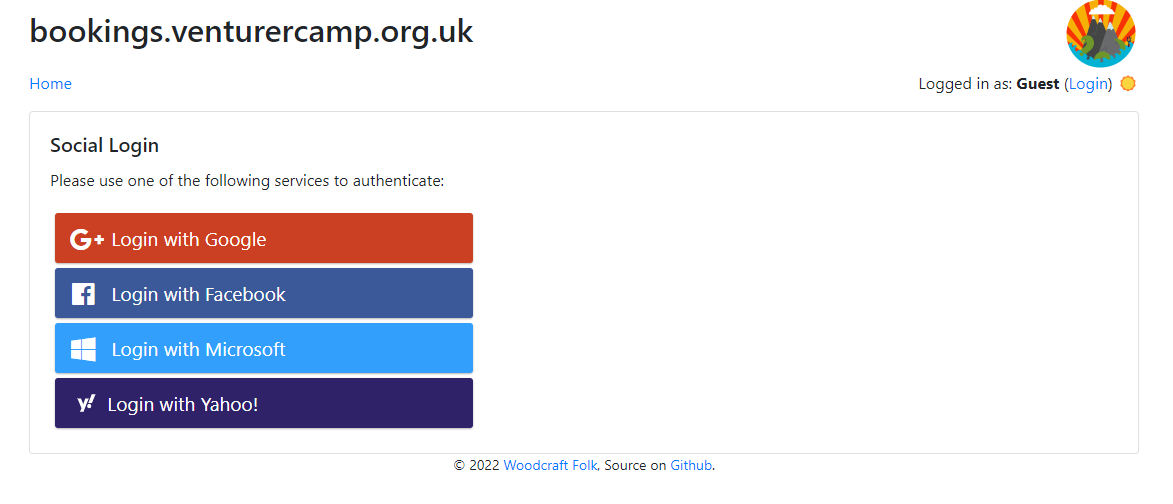 bookings.venturercamp.org.uk
Home
Logged in as: Guest (Login)
Social Login
Please use one of the following services to authenticate:
G+ Login with Google
Login with Facebook
Login with Microsoft
Login with Yahoo!
© 2022 Woodcraft Folk, Source on Github.